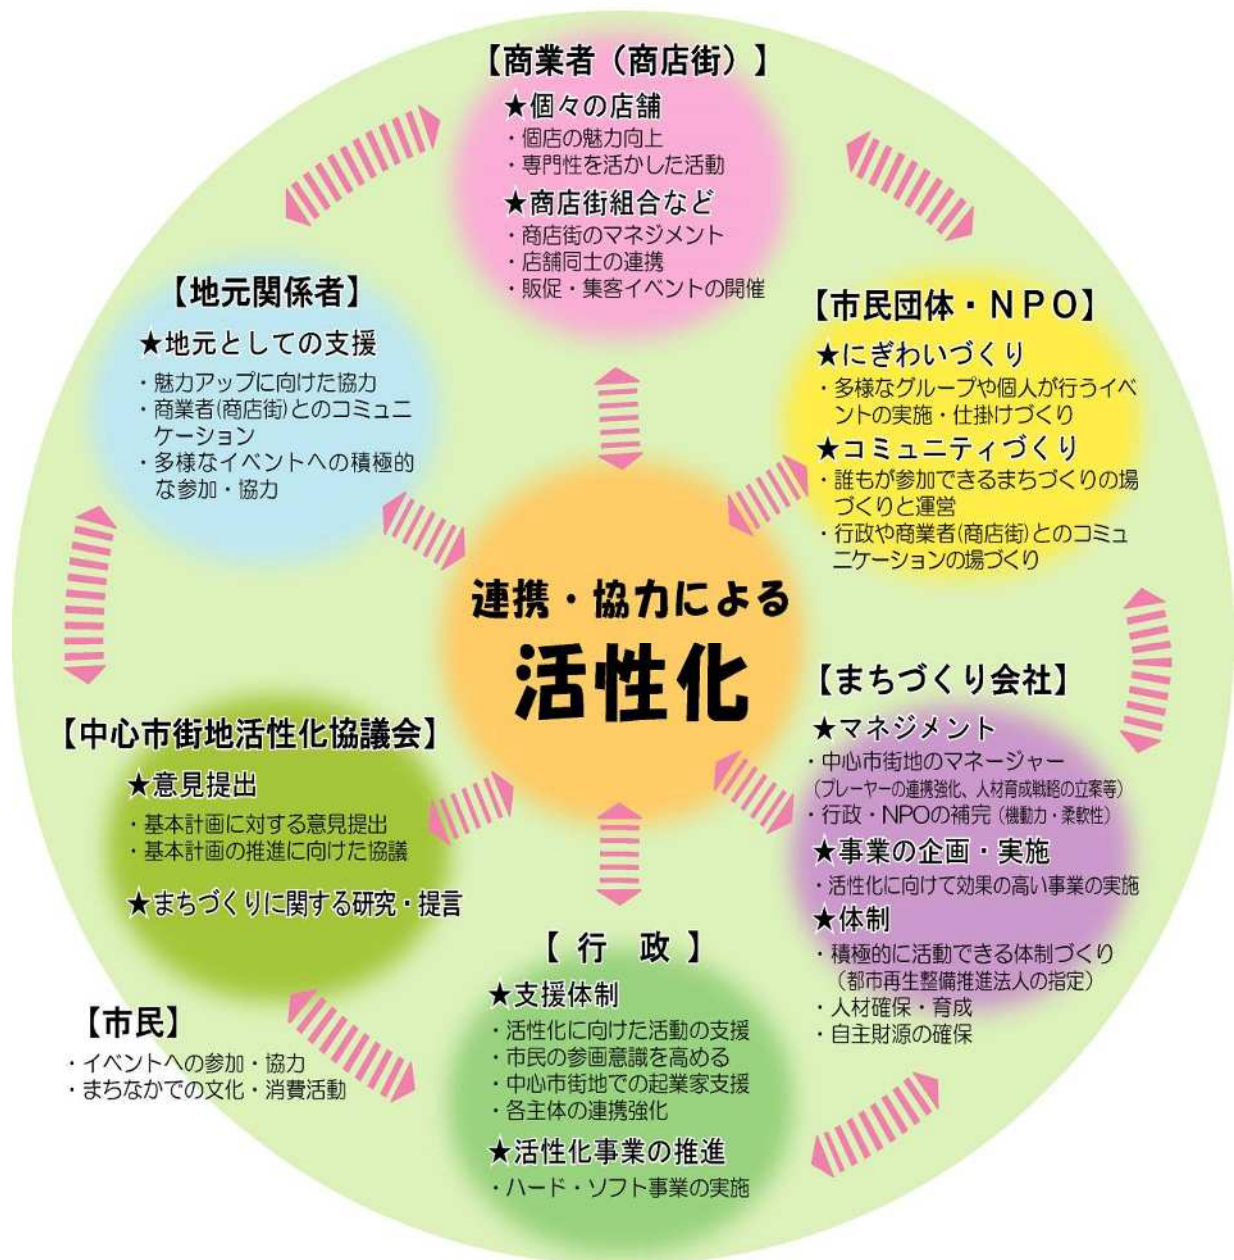 【商業者（商店街）】
★個々の店舗
・個店の魅力向上
・専門性を活かした活動
★商店街組合など
・商店街のマネジメント
・店舗同士の連携
・販促・集客イベントの開催
【地元関係者】
★地元としての支援
・魅力アップに向けた協力
・商業者(商店街)とのコミュニ
ケーション
・多様なイベントへの積極的
な参加・協力
【市民団体・ＮＰＯ】
★にぎわいづくり
・多様なグループや個人が行うイベ
ントの実施・仕掛けづくり
★コミュニティづくり
・誰もが参加できるまちづくりの場
づくりと運営
・行政や商業者(商店街)とのコミュ
ニケーションの場づくり
連携・協力による
活性化
【まちづくり会社】
★マネジメント
・中心市街地のマネージャー
（プレーヤーの連携強化、人材育成戦略の立案等）
・行政・NPOの補完（機動力・柔軟性）
★事業の企画・実施
・活性化に向けて効果の高い事業の実施
★体制
・積極的に活動できる体制づくり
（都市再生整備推進法人の指定）
・人材確保・育成
・自主財源の確保
【中心市街地活性化協議会】
★意見提出
・基本計画に対する意見提出
・基本計画の推進に向けた協議
★まちづくりに関する研究・提言
【行　政】
★支援体制
・活性化に向けた活動の支援
・市民の参画意識を高める
・中心市街地での起業家支援
・各主体の連携強化
★活性化事業の推進
・ハード・ソフト事業の実施
【市民】
・イベントへの参加・協力
・まちなかでの文化・消費活動